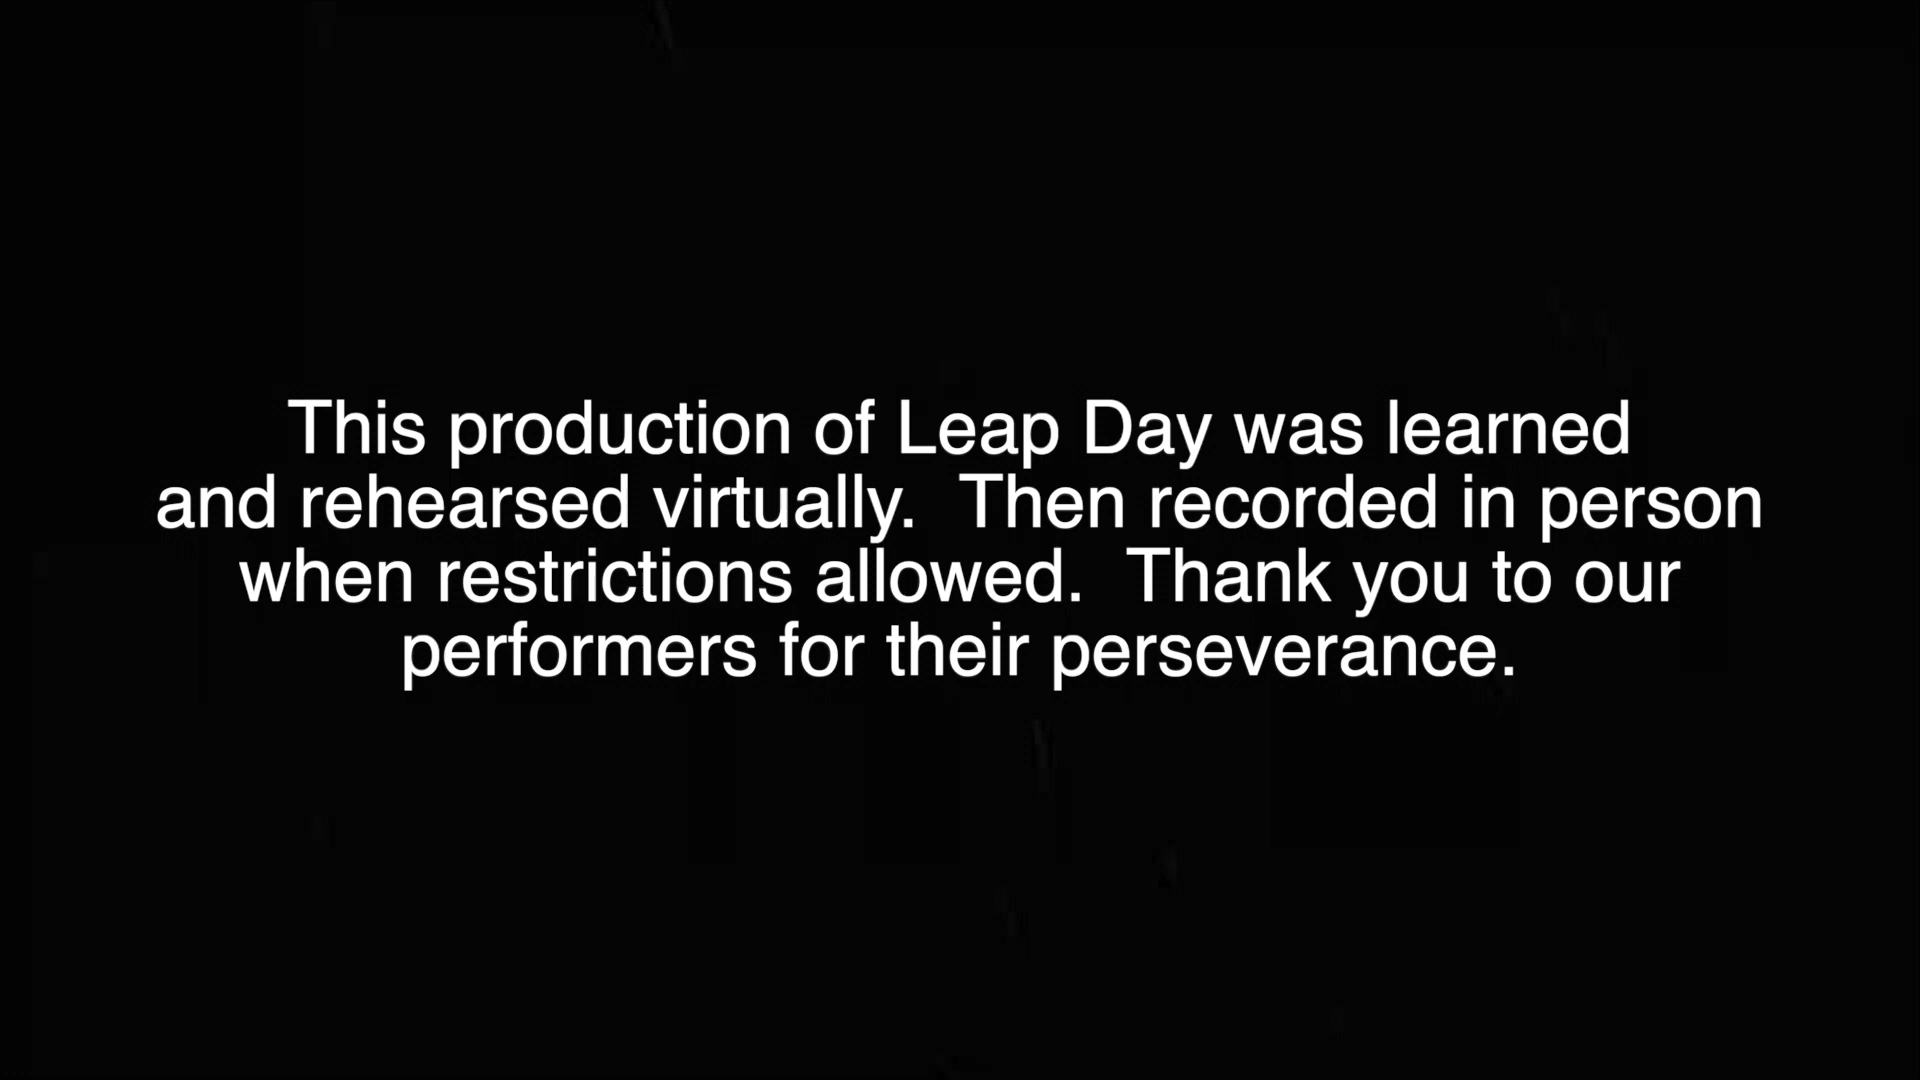 This production of Leap Day was learned
and rehearsed virtually.  Then recorded in person
when restrictions allowed.  Thank you to our
performers for their perseverance.